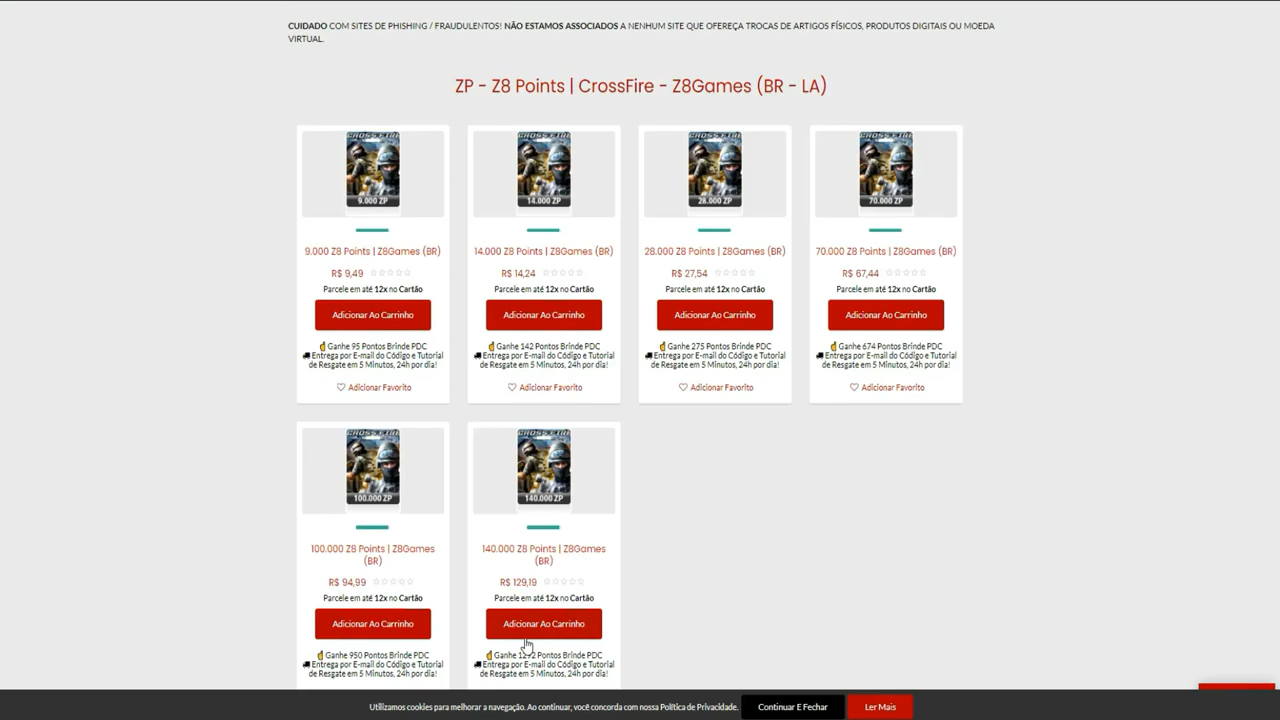 CUIDADO COM SITES DE PHISHING / FRAUDULENTOS! NÃO ESTAMOS ASSOCIADOS A NENHUM SITE QUE OFEREÇA TROCAS DE ARTIGOS FÍSICOS, PRODUTOS DIGITAIS OU MOEDA
VIRTUAL.
ZP - Z8 Points | CrossFire - Z8Games (BR - LA)
CROSSFIRE
9.000 ZP
9.000 Z8 Points | Z8Games (BR)
R$ 9,49
Parcele em até 12x no Cartão
Adicionar Ao Carrinho
Ganhe 95 Pontos Brinde PDC
Entrega por E-mail do Código e Tutorial
de Resgate em 5 Minutos, 24h por dia!
Adicionar Favorito
CROSSFIRE
14.000 ZP
14.000 Z8 Points | Z8Games (BR)
R$ 14,24
Parcele em até 12x no Cartão
Adicionar Ao Carrinho
Ganhe 142 Pontos Brinde PDC
Entrega por E-mail do Código e Tutorial
de Resgate em 5 Minutos, 24h por dia!
Adicionar Favorito
CROSSFIRE
28.000 ZP
28.000 Z8 Points | Z8Games (BR)
R$ 27,54
Parcele em até 12x no Cartão
Adicionar Ao Carrinho
Ganhe 275 Pontos Brinde PDC
Entrega por E-mail do Código e Tutorial
de Resgate em 5 Minutos, 24h por dia!
Adicionar Favorito
CROSSFIRE
70.000 ZP
70.000 Z8 Points | Z8Games (BR)
R$ 67,44
Parcele em até 12x no Cartão
Adicionar Ao Carrinho
Ganhe 674 Pontos Brinde PDC
Entrega por E-mail do Código e Tutorial
de Resgate em 5 Minutos, 24h por dia!
Adicionar Favorito
CROSSFIRE
100.000 ZP
100.000 Z8 Points | Z8Games
(BR)
R$ 94,99
Parcele em até 12x no Cartão
Adicionar Ao Carrinho
Ganhe 950 Pontos Brinde PDC
Entrega por E-mail do Código e Tutorial
de Resgate em 5 Minutos, 24h por dia!
CROSSFIRE
140.000 ZP
140.000 Z8 Points | Z8Games
(BR)
R$ 129,19
Parcele em até 12x no Cartão
Adicionar Ao Carrinho
Ganhe 1292 Pontos Brinde PDC
Entrega por E-mail do Código e Tutorial
de Resgate em 5 Minutos, 24h por dia!
Utilizamos cookies para melhorar a navegação. Ao continuar, você concorda com nossa Política de Privacidade.
Continuar E Fechar
Ler Mais